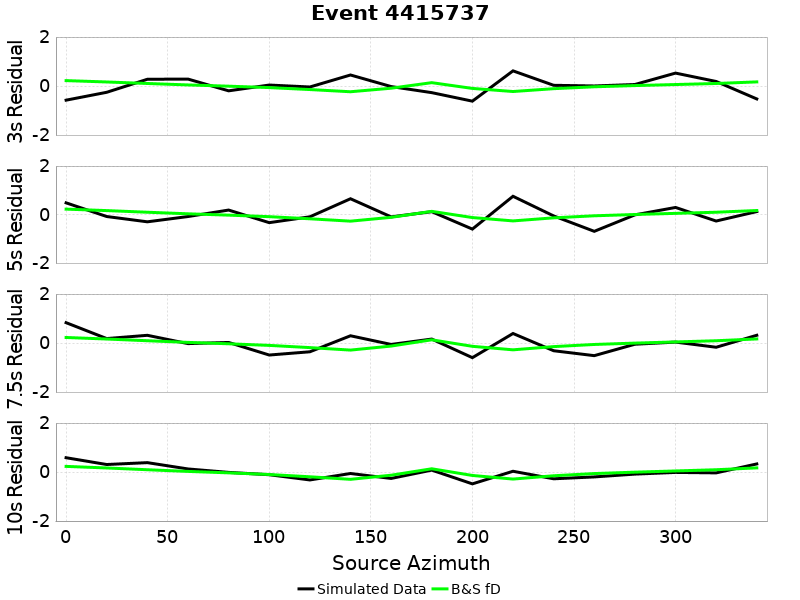 Event 4415737
3s Residual
2
0
-2
5s Residual
2
0
-2
7.5s Residual
2
0
-2
10s Residual
2
0
-2
0 50 100 150 200 250 300
Source Azimuth
Simulated Data B&S fD